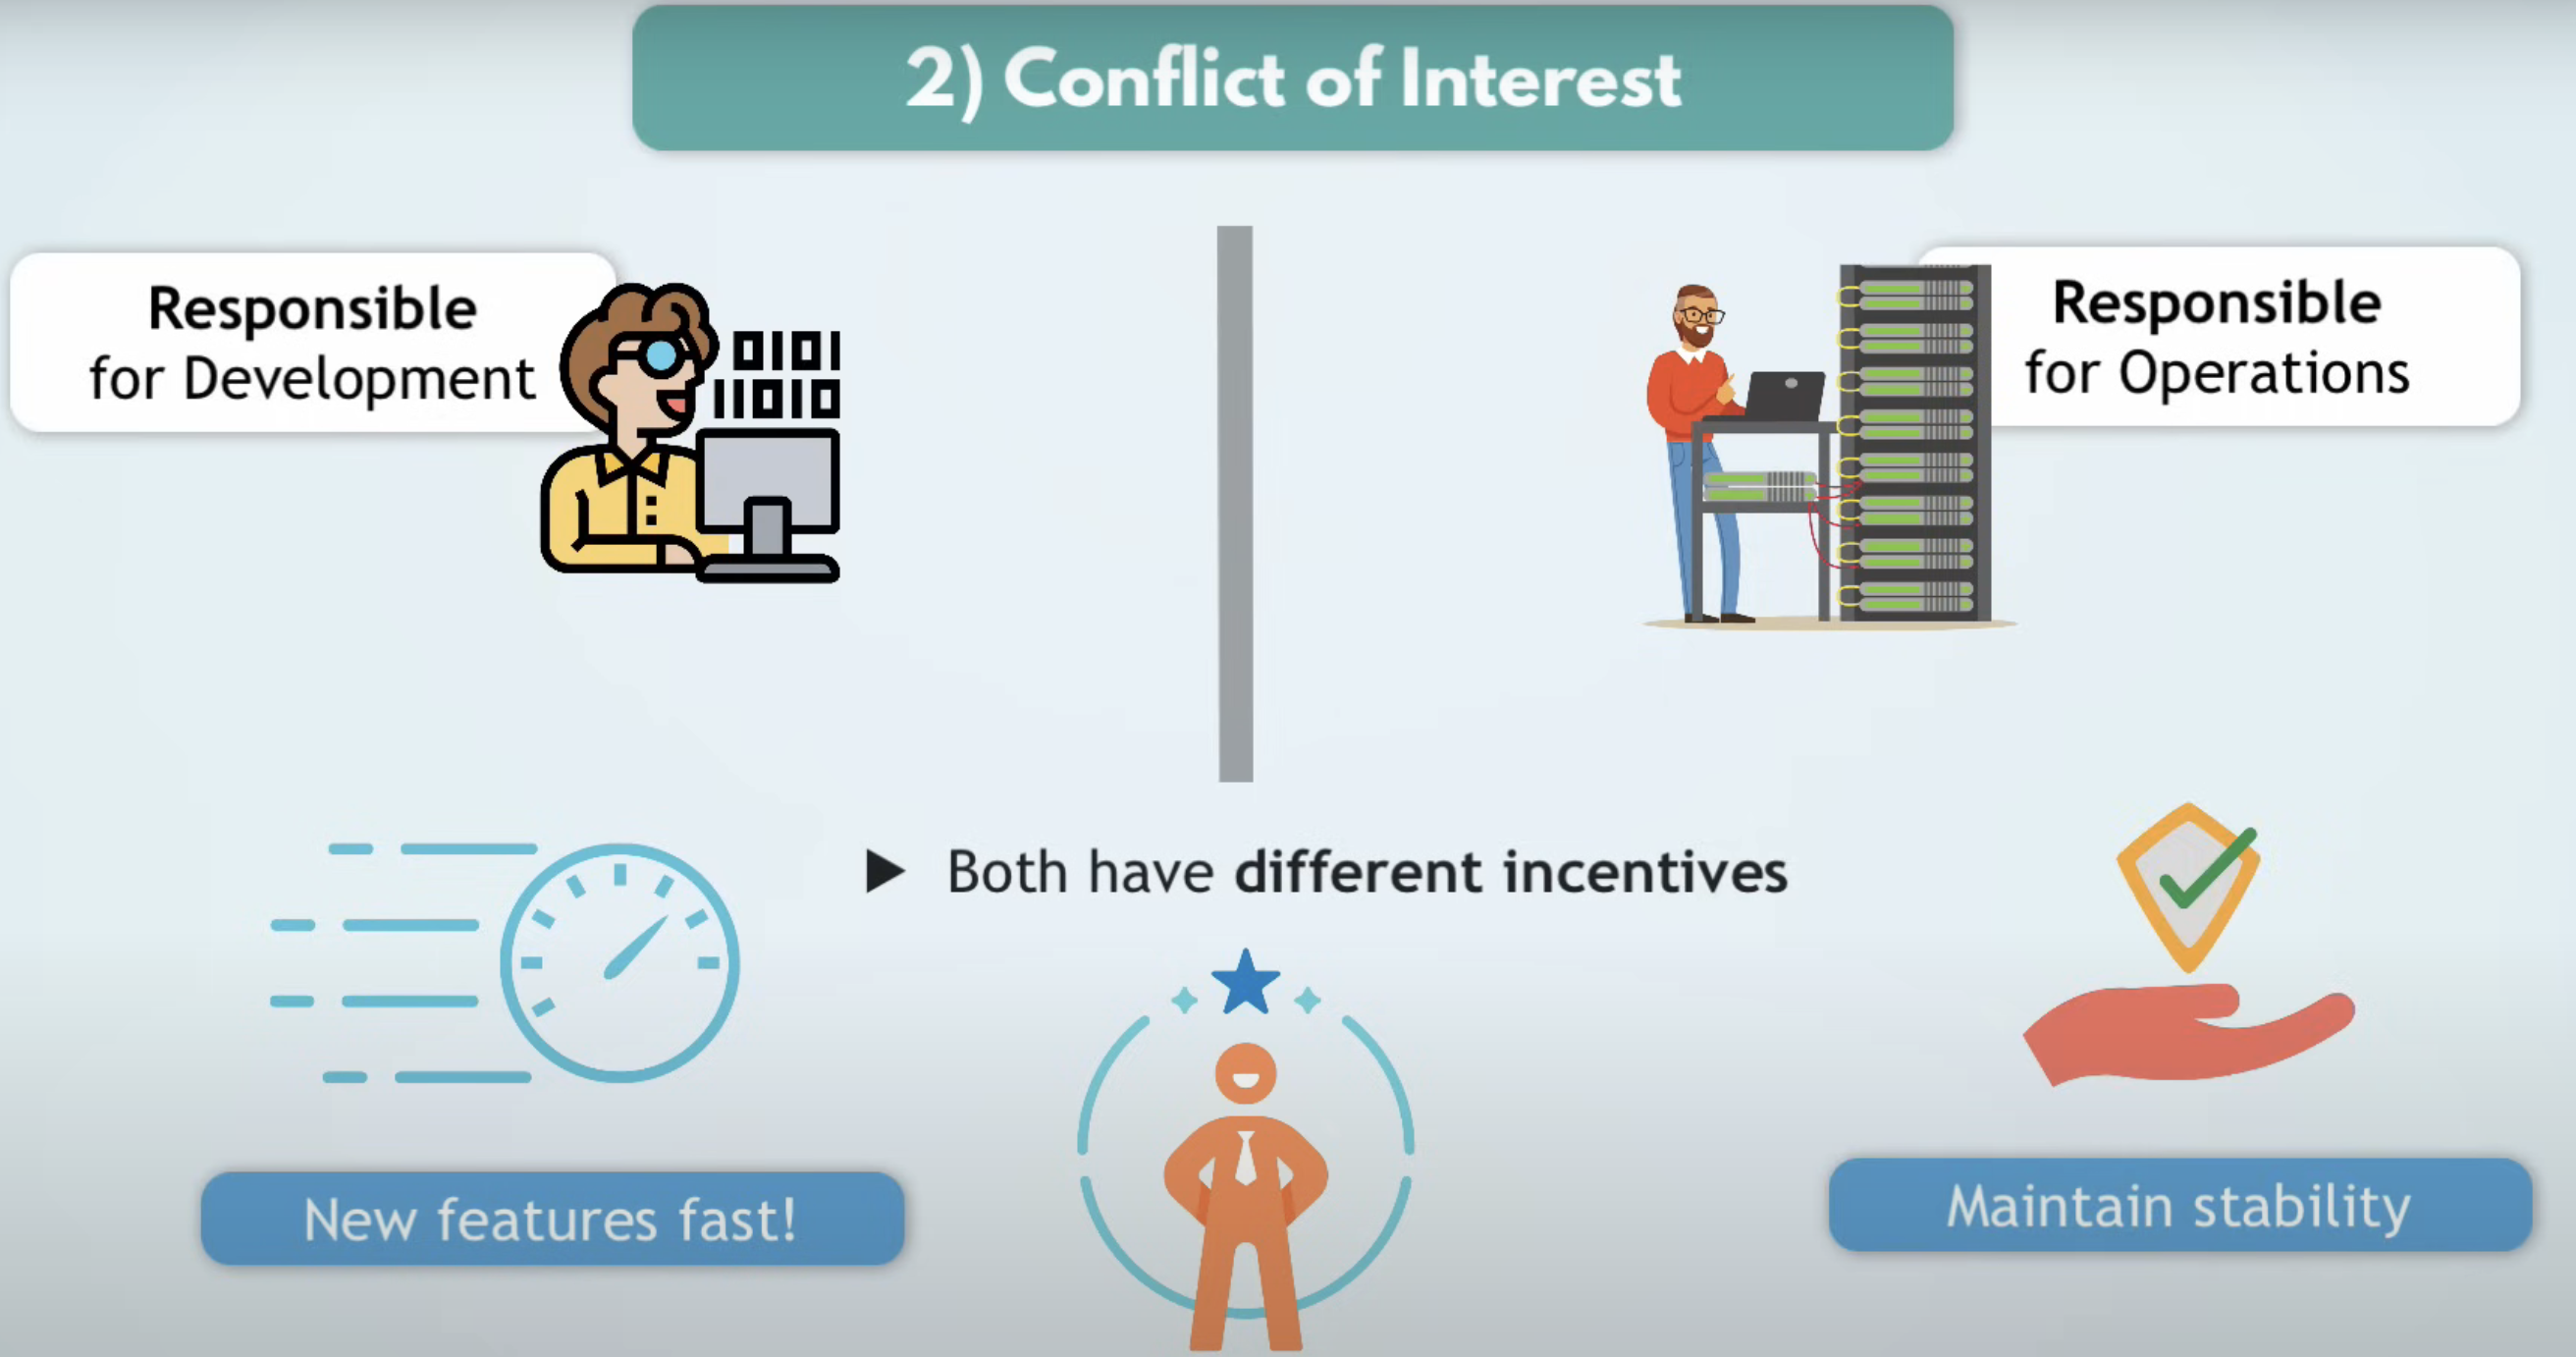 2) Conflict of Interest
Responsible
for Development
0101
11010
Responsible
for Operations
Both have different incentives
New features fast!
Maintain stability